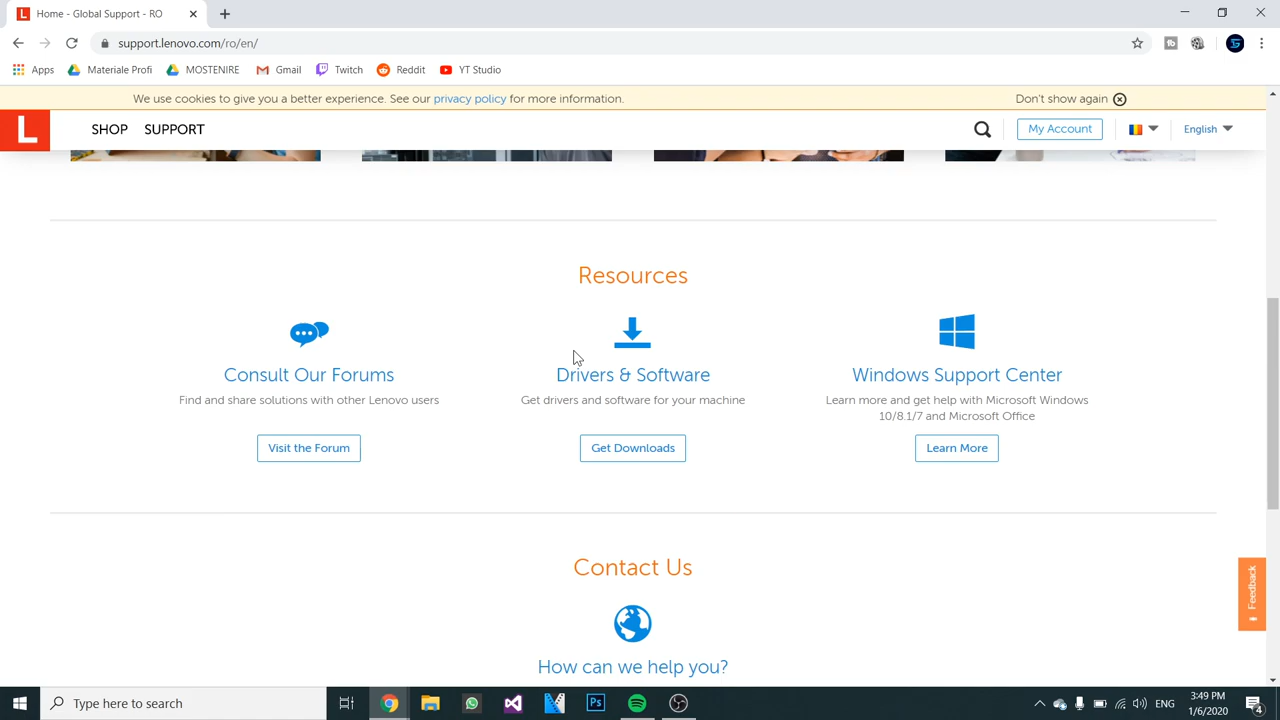 Home - Global Support - RO
support.lenovo.com/ro/en/
Apps
Materiale Profi
MOSTENIRE
Gmail
Twitch
Reddit
YT Studio
We use cookies to give you a better experience. See our privacy policy for more information.
Don't show again
L
SHOP
SUPPORT
My Account
English
Resources
Consult Our Forums
Find and share solutions with other Lenovo users
Visit the Forum
Drivers & Software
Get drivers and software for your machine
Get Downloads
Windows Support Center
Learn more and get help with Microsoft Windows
10/8.1/7 and Microsoft Office
Learn More
Contact Us
How can we help you?
Feedback
Type here to search
ENG
3:49 PM
1/6/2020
4